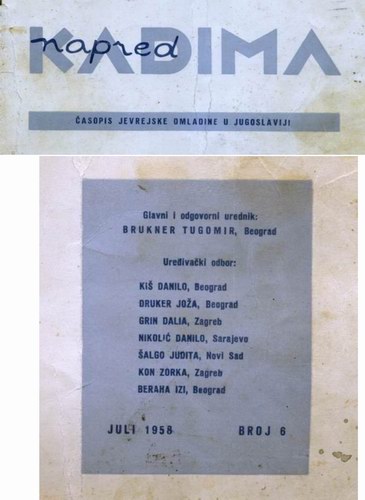 napred
KADIMA
ČASOPIS JEVREJSKE OMLADINE U JUGOSLAVIJI
Glavni i odgovorni urednik:
BRUKNER TUGOMIR, Beograd
Uređivački odbor:
KIŠ DANILO, Beograd
DRUKER JOŽA, Beograd
GRIN DALIA, Zagreb
NIKOLIĆ DANILO, Sarajevo
ŠALGO JUDITA, Novi Sad
KON ZORKA, Zagreb
BERAHA IZI, Beograd
JULI 1958 BROJ 6